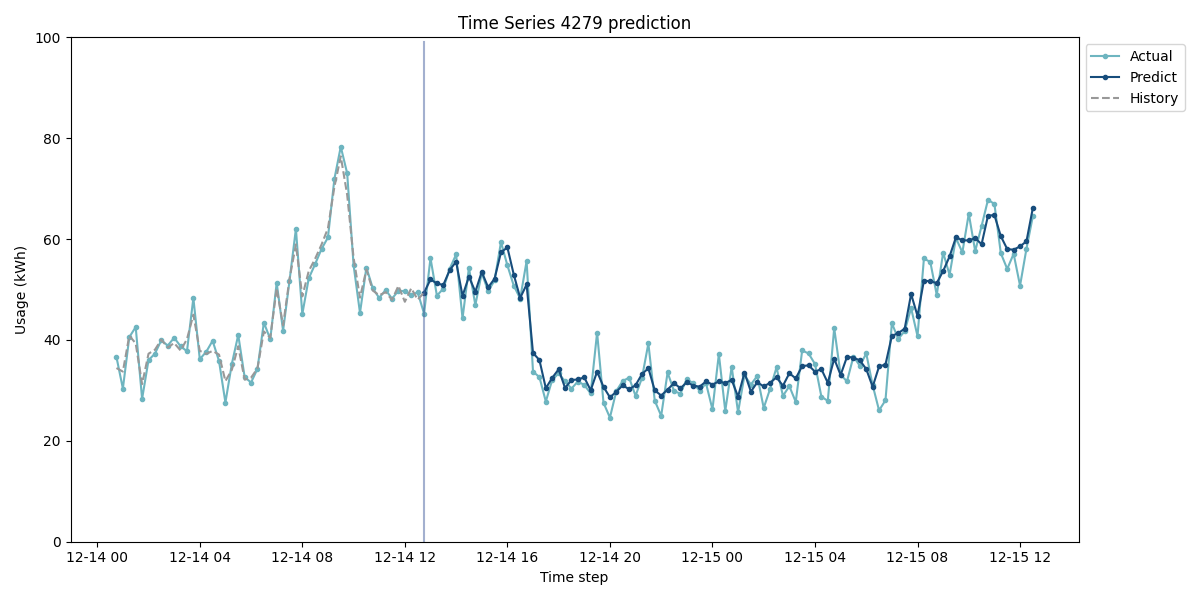 Time Series 4279 prediction
100
80
60
40
20
0
Usage (kWh)
12-14 00
12-14 04
12-14 08
12-14 12
12-14 16
12-14 20
12-15 00
12-15 04
12-15 08
12-15 12
Time step
Actual
Predict
History